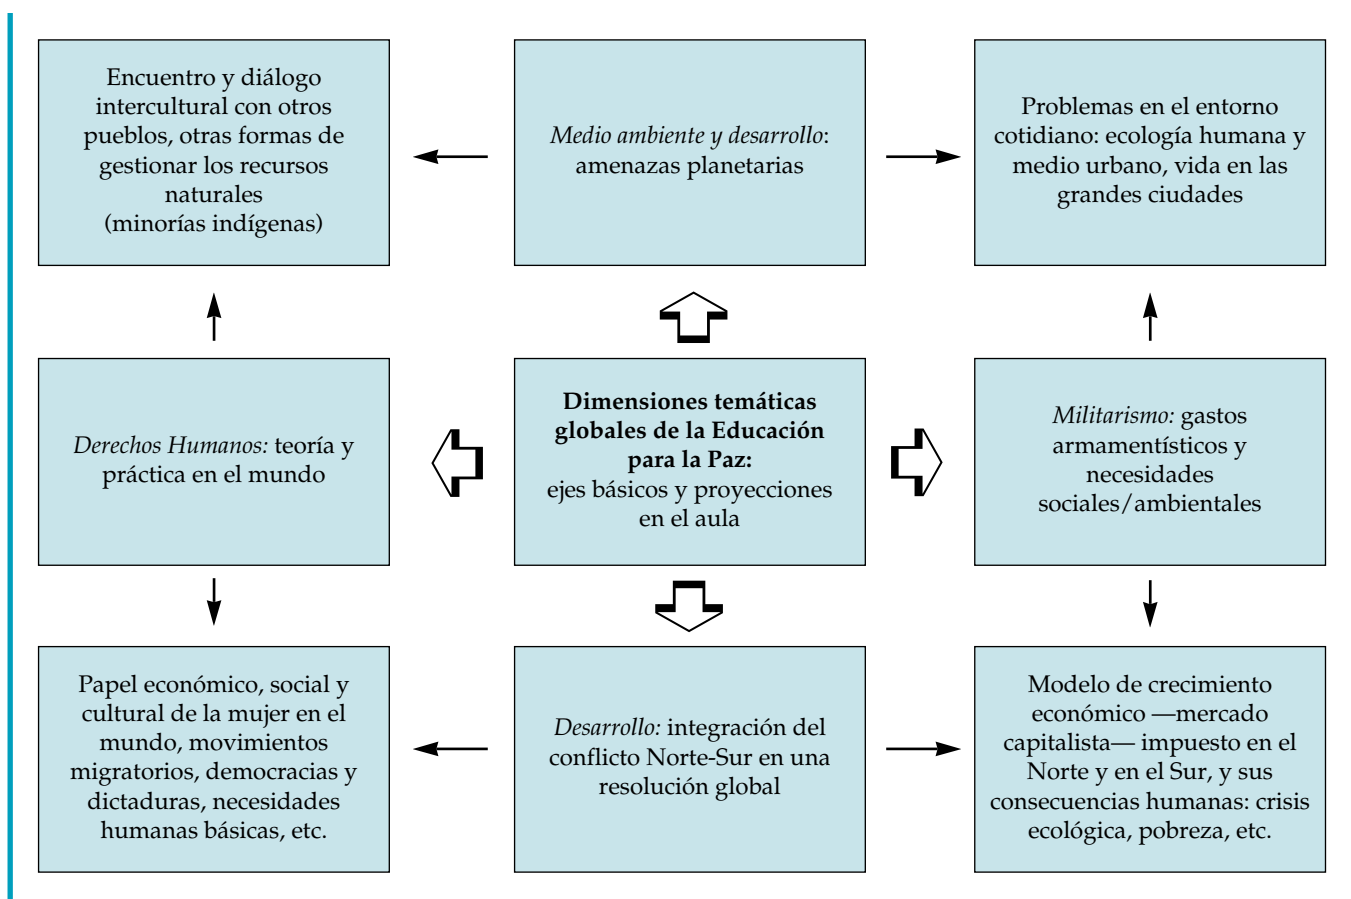 Encuentro y diálogo
intercultural con otros
pueblos, otras formas de
gestionar los recursos
naturales
(minorías indígenas)
Medio ambiente y desarrollo:
amenazas planetarias
Problemas en el entorno
cotidiano: ecología humana y
medio urbano, vida en las
grandes ciudades
Derechos Humanos: teoría y
práctica en el mundo
Dimensiones temáticas
globales de la Educación
para la Paz:
ejes básicos y proyecciones
en el aula
Militarismo: gastos
armamentísticos y
necesidades
sociales/ambientales
Papel económico, social y
cultural de la mujer en el
mundo, movimientos
migratorios, democracias y
dictaduras, necesidades
humanas básicas, etc.
Desarrollo: integración del
conflicto Norte-Sur en una
resolución global
Modelo de crecimiento
económico —mercado
capitalista— impuesto en el
Norte y en el Sur, y sus
consecuencias humanas: crisis
ecológica, pobreza, etc.